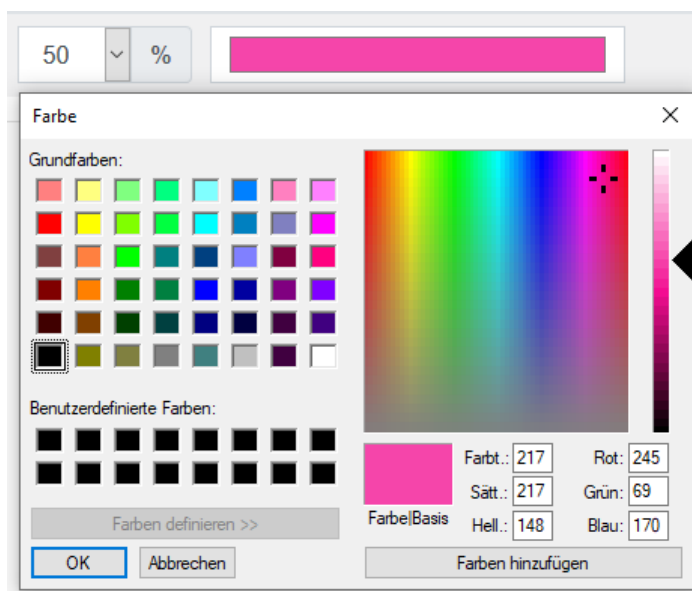 50 %
Farbe
Grundfarben:
Benutzerdefinierte Farben:
Farben definieren >>
OK Abbrechen
Farbe|Basis
Farbt.: 217 Rot: 245
Sätt.: 217 Grün: 69
Hell.: 148 Blau: 170
Farben hinzufügen